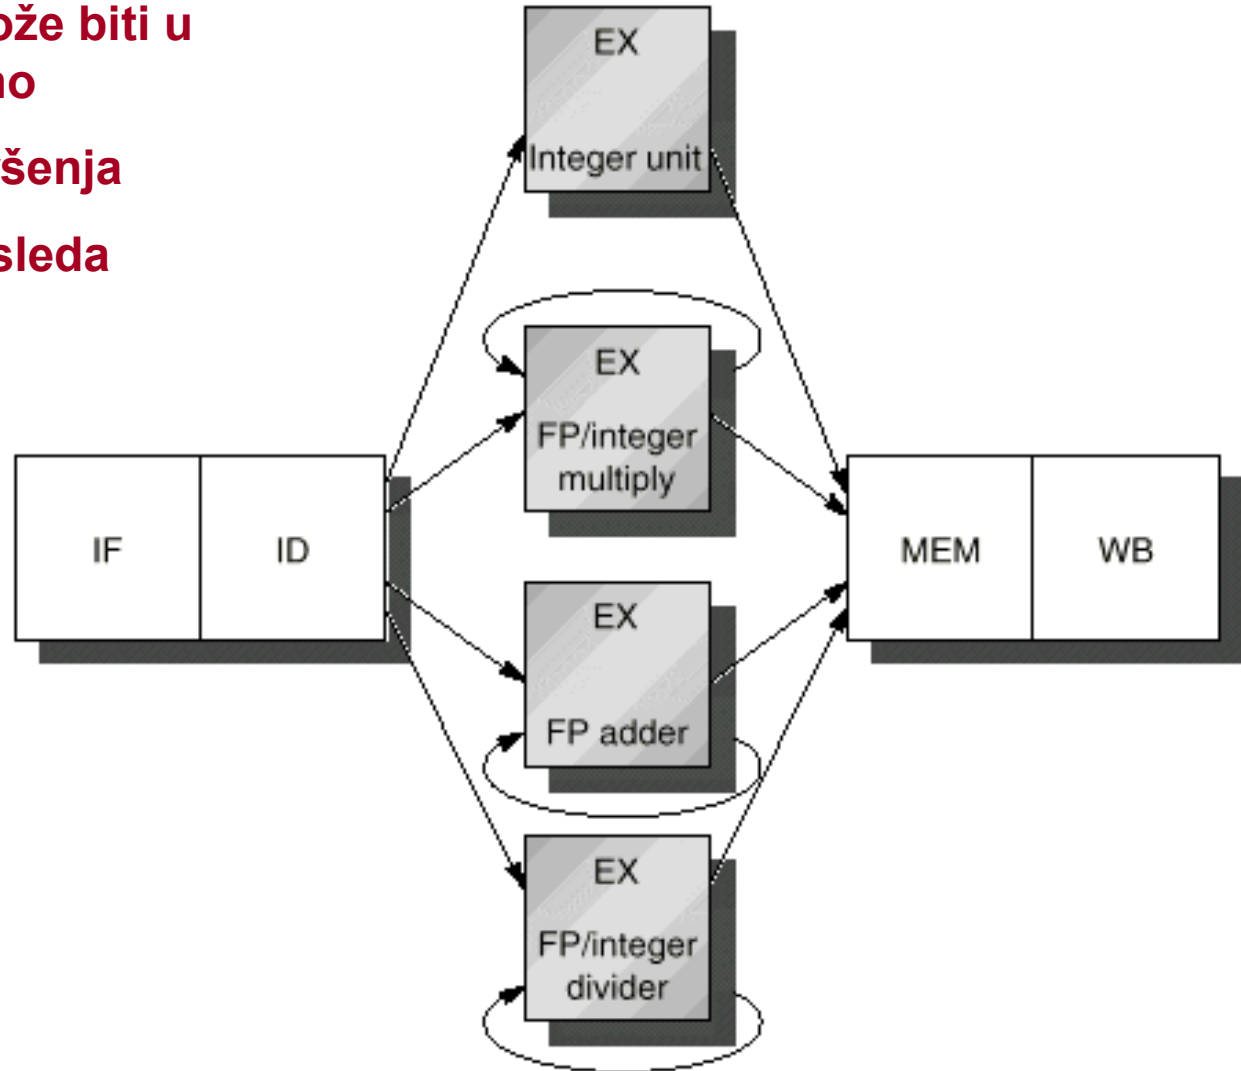 ože biti u
no
šenja
sleda
EX
Integer unit
EX
FP/integer
multiply
IF
ID
MEM
WB
EX
FP adder
EX
FP/integer
divider